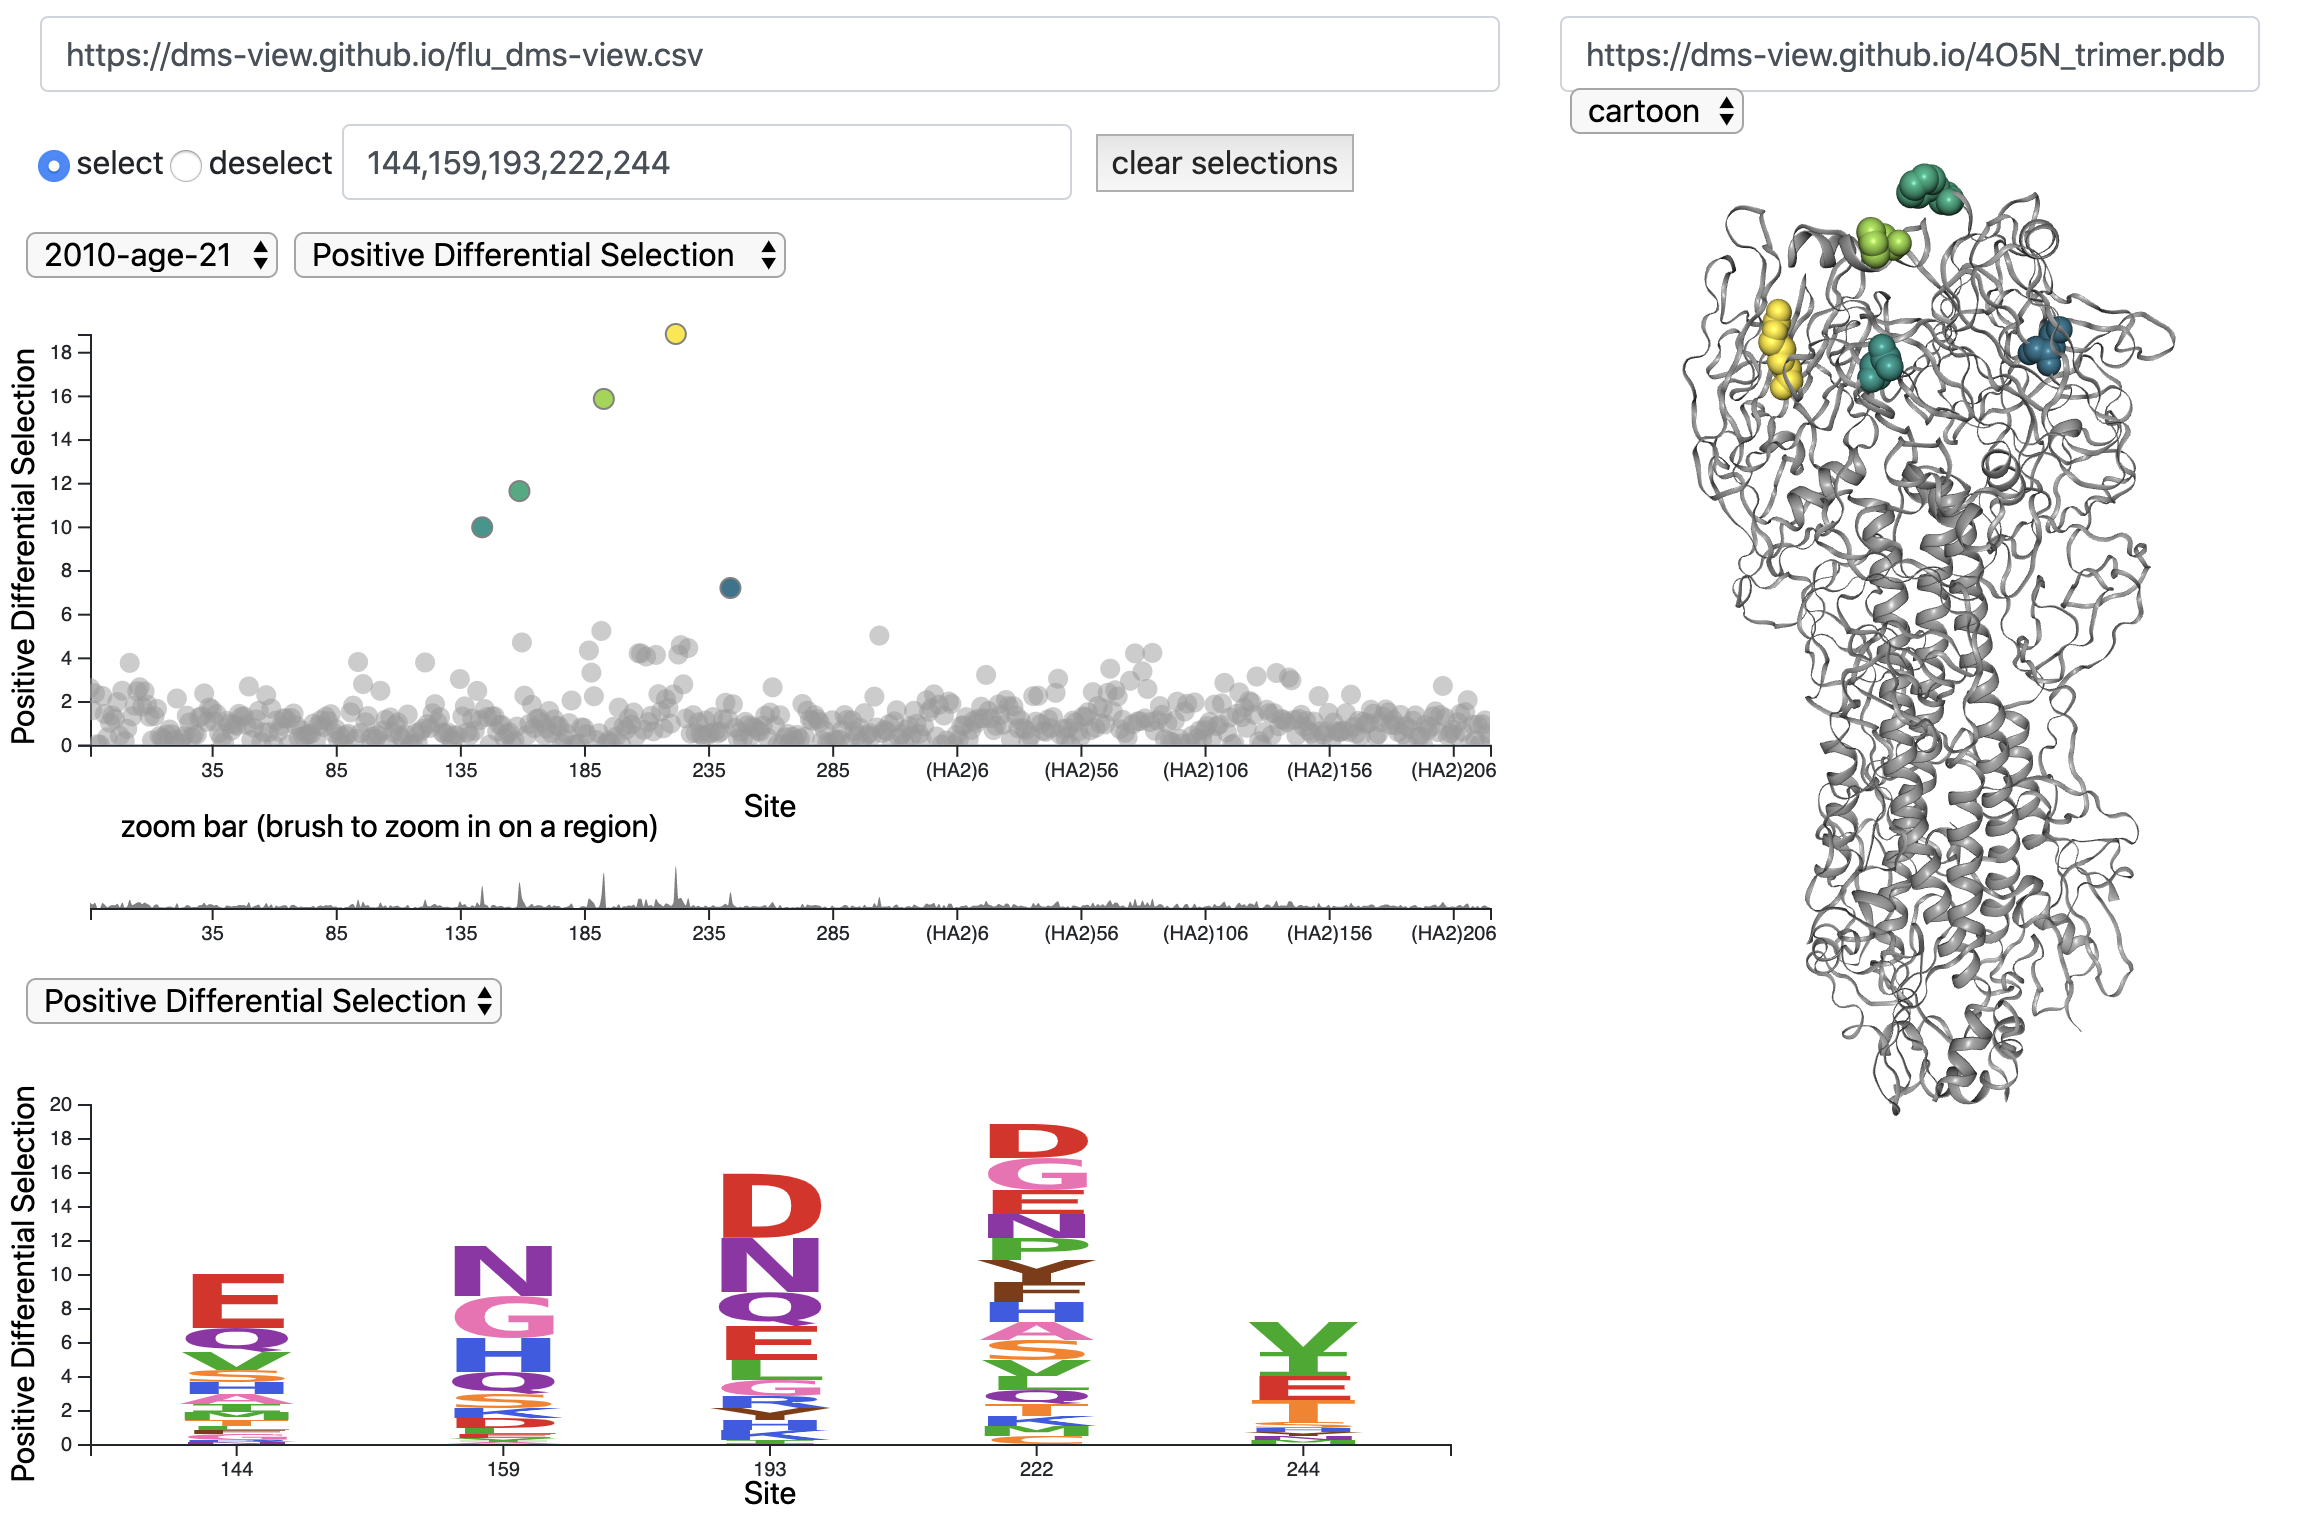 https://dms-view.github.io/flu_dms-view.csv
https://dms-view.github.io/4O5N_trimer.pdb
cartoon
select deselect 144,159,193,222,244 clear selections
2010-age-21 Positive Differential Selection
Positive Differential Selection
18
16
14
12
10
8
6
4
2
0
35 85 135 185 235 285 (HA2)6 (HA2)56 (HA2)106 (HA2)156 (HA2)206
Site
zoom bar (brush to zoom in on a region)
35 85 135 185 235 285 (HA2)6 (HA2)56 (HA2)106 (HA2)156 (HA2)206
Positive Differential Selection
Positive Differential Selection
20
18
16
14
12
10
8
6
4
2
0
E
Q
V
S
H
A
N
G
H
Q
S
K
D
D
N
Q
E
L
G
D
G
E
N
P
Y
F
H
A
S
V
L
Q
T
K
M
C
E
T
144 159 193 222 244
Site